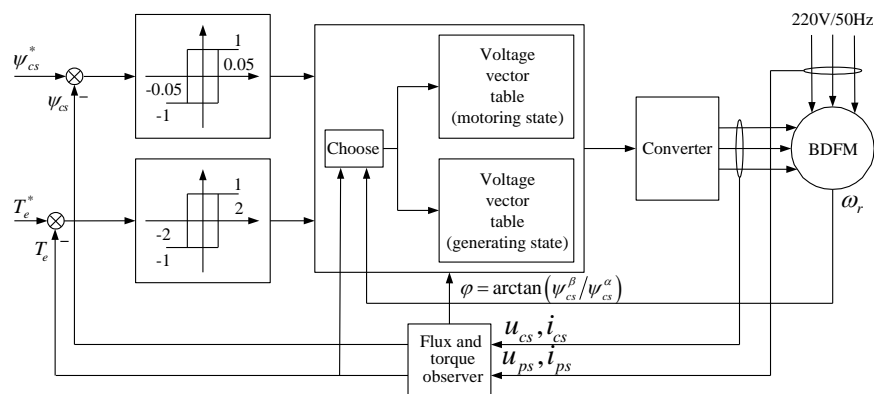 220V/50Hz
ψ*cs
ψcs
−
1
0.05
-0.05
-1
Voltage
vector
table
(motoring state)
Choose
Converter
BDFM
Voltage
vector
table
(generating state)
ωr
T*e
Te
−
1
2
-2
-1
φ = arctan(ψβcs/ψαcs)
Flux and
torque
observer
ucs, ics
ups, ips